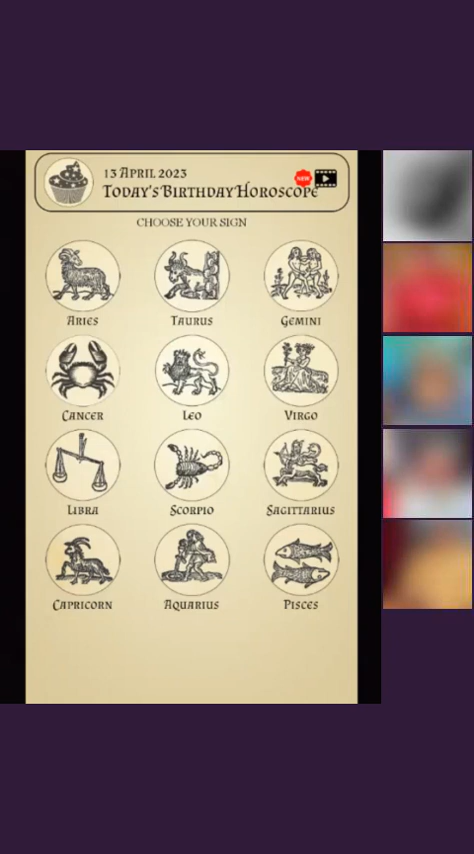 13 April 2023
Today's Birthday Horoscope
NEW
CHOOSE YOUR SIGN
Aries
Taurus
Gemini
Cancer
Leo
Virgo
Libra
Scorpio
Sagittarius
Capricorn
Aquarius
Pisces